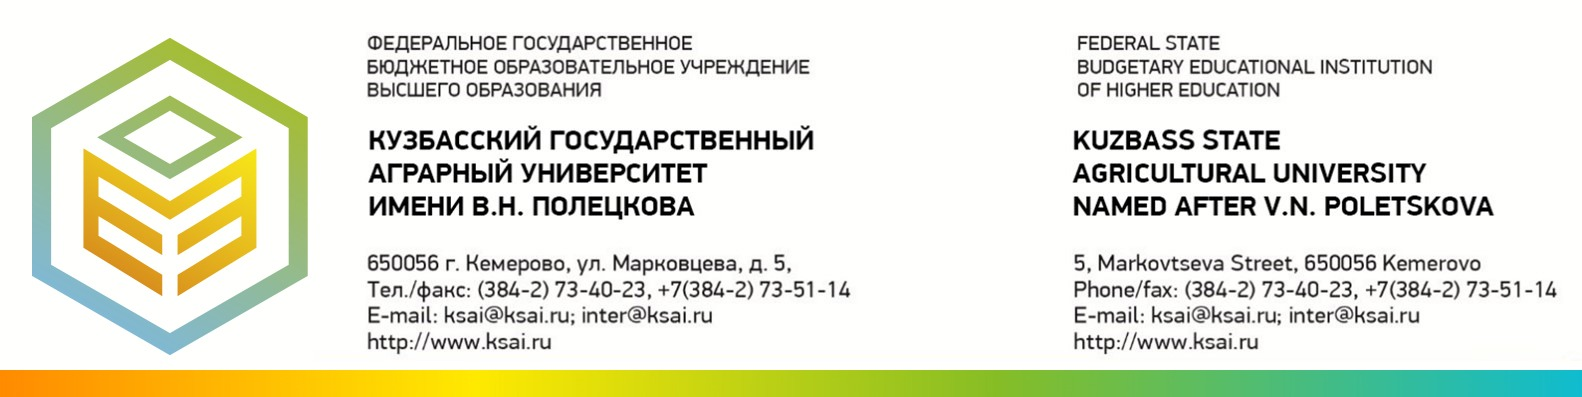 ФЕДЕРАЛЬНОЕ ГОСУДАРСТВЕННОЕ
БЮДЖЕТНОЕ ОБРАЗОВАТЕЛЬНОЕ УЧРЕЖДЕНИЕ
ВЫСШЕГО ОБРАЗОВАНИЯ
КУЗБАССКИЙ ГОСУДАРСТВЕННЫЙ
АГРАРНЫЙ УНИВЕРСИТЕТ
ИМЕНИ В.Н. ПОЛЕЦКОВА
650056 г. Кемерово, ул. Марковцева, д. 5,
Тел./факс: (384-2) 73-40-23, +7(384-2) 73-51-14
E-mail: ksai@ksai.ru; inter@ksai.ru
http://www.ksai.ru
FEDERAL STATE
BUDGETARY EDUCATIONAL INSTITUTION
OF HIGHER EDUCATION
KUZBASS STATE
AGRICULTURAL UNIVERSITY
NAMED AFTER V.N. POLETSKOVA
5, Markovtseva Street, 650056 Kemerovo
Phone/fax: (384-2) 73-40-23, +7(384-2) 73-51-14
E-mail: ksai@ksai.ru; inter@ksai.ru
http://www.ksai.ru